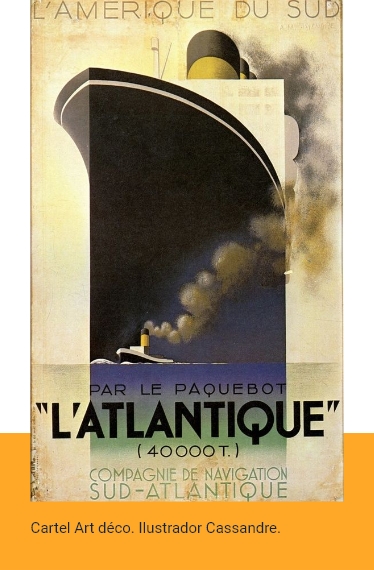 L'AMERIQUE DU SUD
PAR LE PAQUEBOT
"L'ATLANTIQUE"
(40000T.)
COMPAGNIE DE NAVIGATION
SUD-ATLANTIQUE
Cartel Art déco. Ilustrador Cassandre.